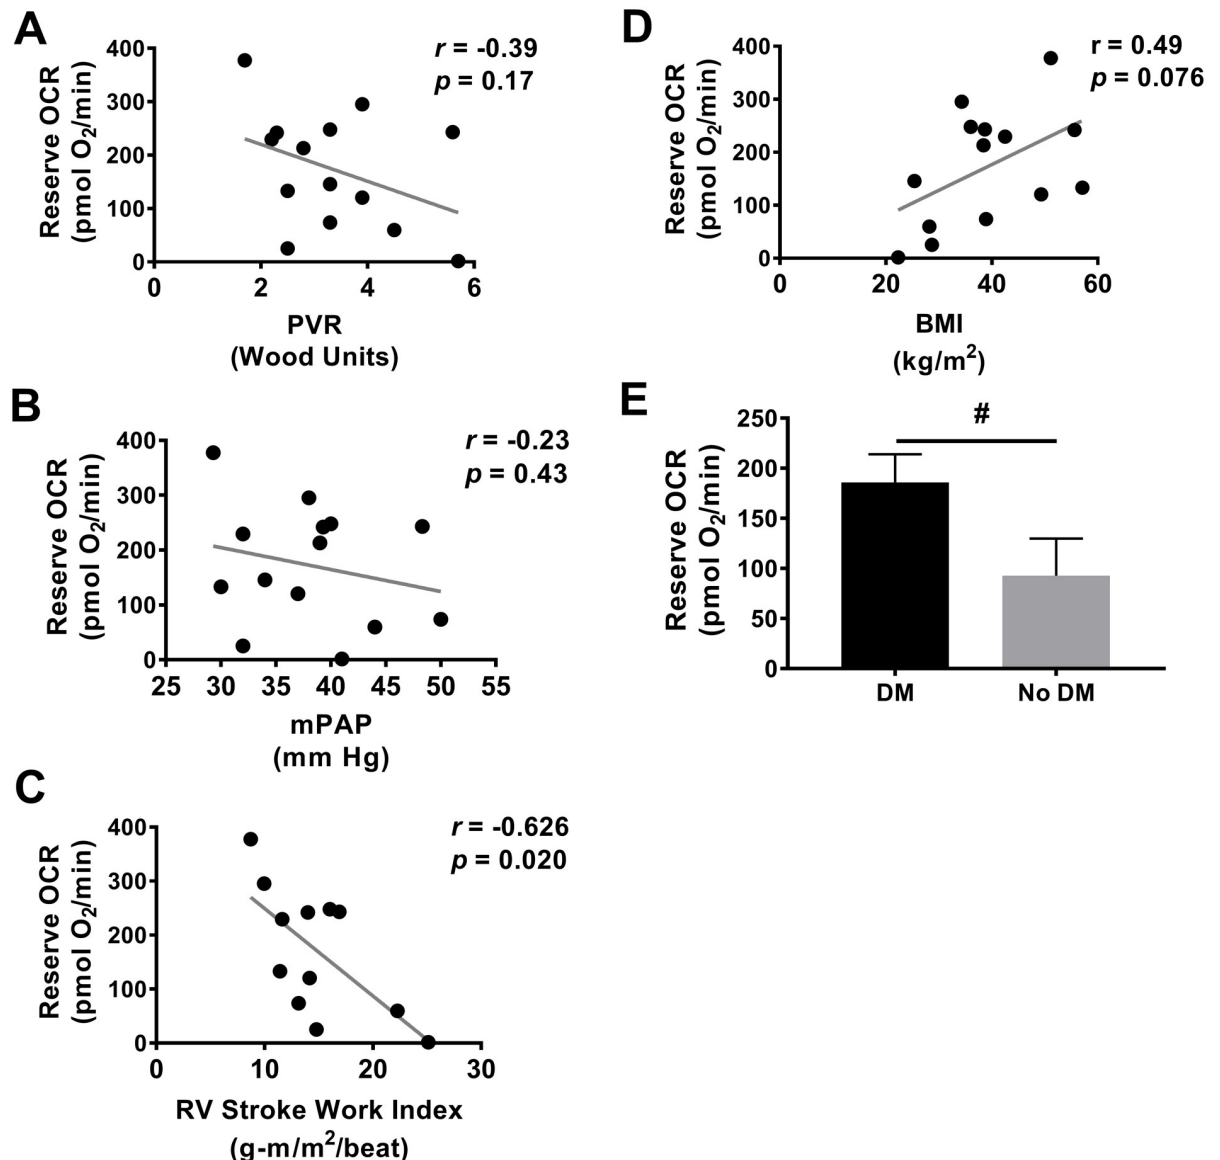 A
Reserve OCR
(pmol O₂/min)
400
300
200
100
0
0 2 4 6
PVR
(Wood Units)
r = -0.39
p = 0.17
B
Reserve OCR
(pmol O₂/min)
400
300
200
100
0
25 30 35 40 45 50 55
mPAP
(mm Hg)
r = -0.23
p = 0.43
C
Reserve OCR
(pmol O₂/min)
400
300
200
100
0
0 10 20 30
RV Stroke Work Index
(g-m/m²/beat)
r = -0.626
p = 0.020
D
Reserve OCR
(pmol O₂/min)
400
300
200
100
0
0 20 40 60
BMI
(kg/m²)
r = 0.49
p = 0.076
E
Reserve OCR
(pmol O₂/min)
250
200
150
100
50
0
#
DM No DM